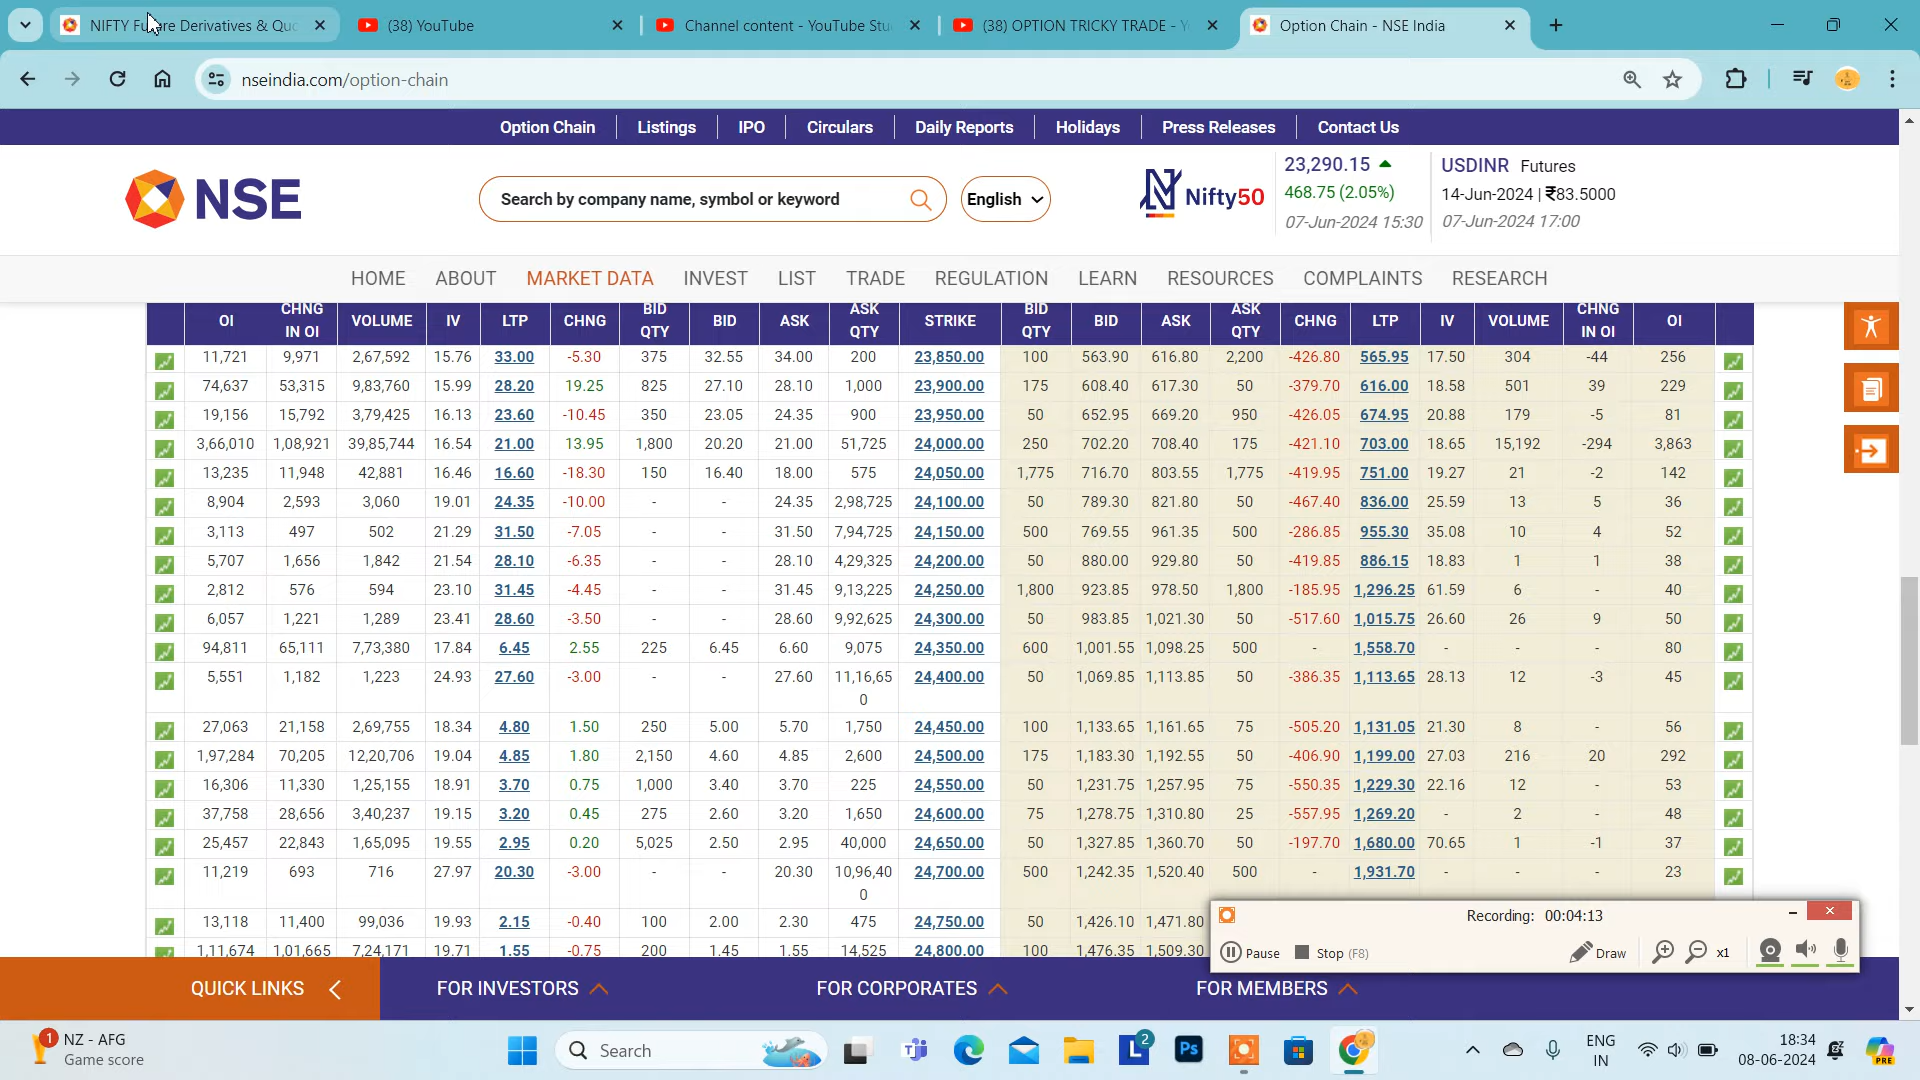 NIFTY Future Derivatives & Quo
(38) YouTube
Channel content - YouTube Stu
(38) OPTION TRICKY TRADE - Y
Option Chain - NSE India
nseindia.com/option-chain
Option Chain Listings IPO Circulars Daily Reports Holidays Press Releases Contact Us
NSE
Search by company name, symbol or keyword
English
Nifty50
23,290.15
468.75 (2.05%)
07-Jun-2024 15:30
USDINR Futures
14-Jun-2024 | ₹83.5000
07-Jun-2024 17:00
HOME ABOUT MARKET DATA INVEST LIST TRADE REGULATION LEARN RESOURCES COMPLAINTS RESEARCH
OI CHNG IN OI VOLUME IV LTP CHNG BID QTY BID ASK ASK QTY STRIKE BID QTY BID ASK ASK QTY CHNG LTP IV VOLUME CHNG IN OI OI
11,721 9,971 2,67,592 15.76 33.00 -5.30 375 32.55 34.00 200 23,850.00 100 563.90 616.80 2,200 -426.80 565.95 17.50 304 -44 256
74,637 53,315 9,83,760 15.99 28.20 19.25 825 27.10 28.10 1,000 23,900.00 175 608.40 617.30 50 -379.70 616.00 18.58 501 39 229
19,156 15,792 3,79,425 16.13 23.60 -10.45 350 23.05 24.35 900 23,950.00 50 652.95 669.20 950 -426.05 674.95 20.88 179 -5 81
3,66,010 1,08,921 39,85,744 16.54 21.00 13.95 1,800 20.20 21.00 51,725 24,000.00 250 702.20 708.40 175 -421.10 703.00 18.65 15,192 -294 3,863
13,235 11,948 42,881 16.46 16.60 -18.30 150 16.40 18.00 575 24,050.00 1,775 716.70 803.55 1,775 -419.95 751.00 19.27 21 -2 142
8,904 2,593 3,060 19.01 24.35 -10.00 - - 24.35 2,98,725 24,100.00 50 789.30 821.80 50 -467.40 836.00 25.59 13 5 36
3,113 497 502 21.29 31.50 -7.05 - - 31.50 7,94,725 24,150.00 500 769.55 961.35 500 -286.85 955.30 35.08 10 4 52
5,707 1,656 1,842 21.54 28.10 -6.35 - - 28.10 4,29,325 24,200.00 50 880.00 929.80 50 -419.85 886.15 18.83 1 1 38
2,812 576 594 23.10 31.45 -4.45 - - 31.45 9,13,225 24,250.00 1,800 923.85 978.50 1,800 -185.95 1,296.25 61.59 6 - 40
6,057 1,221 1,289 23.41 28.60 -3.50 - - 28.60 9,92,625 24,300.00 50 983.85 1,021.30 50 -517.60 1,015.75 26.60 26 9 50
94,811 65,111 7,73,380 17.84 6.45 2.55 225 6.45 6.60 9,075 24,350.00 600 1,001.55 1,098.25 500 - 1,558.70 - - - 80
5,551 1,182 1,223 24.93 27.60 -3.00 - - 27.60 11,16,650 24,400.00 50 1,069.85 1,113.85 50 -386.35 1,113.65 28.13 12 -3 45
27,063 21,158 2,69,755 18.34 4.80 1.50 250 5.00 5.70 1,750 24,450.00 100 1,133.65 1,161.65 75 -505.20 1,131.05 21.30 8 - 56
1,97,284 70,205 12,20,706 19.04 4.85 1.80 2,150 4.60 4.85 2,600 24,500.00 175 1,183.30 1,192.55 50 -406.90 1,199.00 27.03 216 20 292
16,306 11,330 1,25,155 18.91 3.70 0.75 1,000 3.40 3.70 225 24,550.00 50 1,231.75 1,257.95 75 -550.35 1,229.30 22.16 12 - 53
37,758 28,656 3,40,237 19.15 3.20 0.45 275 2.60 3.20 1,650 24,600.00 75 1,278.75 1,310.80 25 -557.95 1,269.20 - 2 - 48
25,457 22,843 1,65,095 19.55 2.95 0.20 5,025 2.50 2.95 40,000 24,650.00 50 1,327.85 1,360.70 50 -197.70 1,680.00 70.65 1 -1 37
11,219 693 716 27.97 20.30 -3.00 - - 20.30 10,96,400 24,700.00 500 1,242.35 1,520.40 500 - 1,931.70 - - - 23
13,118 11,400 99,036 19.93 2.15 -0.40 100 2.00 2.30 475 24,750.00 50 1,426.10 1,471.80
1,11,674 1,01,665 7,24,171 19.71 1.55 -0.75 200 1.45 1.55 14,525 24,800.00 100 1,476.35 1,509.30
Recording: 00:04:13
Pause Stop (F8) Draw x1
QUICK LINKS FOR INVESTORS FOR CORPORATES FOR MEMBERS
1
NZ - AFG
Game score
Search
2
Ps
PRE
ENG
IN
18:34
08-06-2024